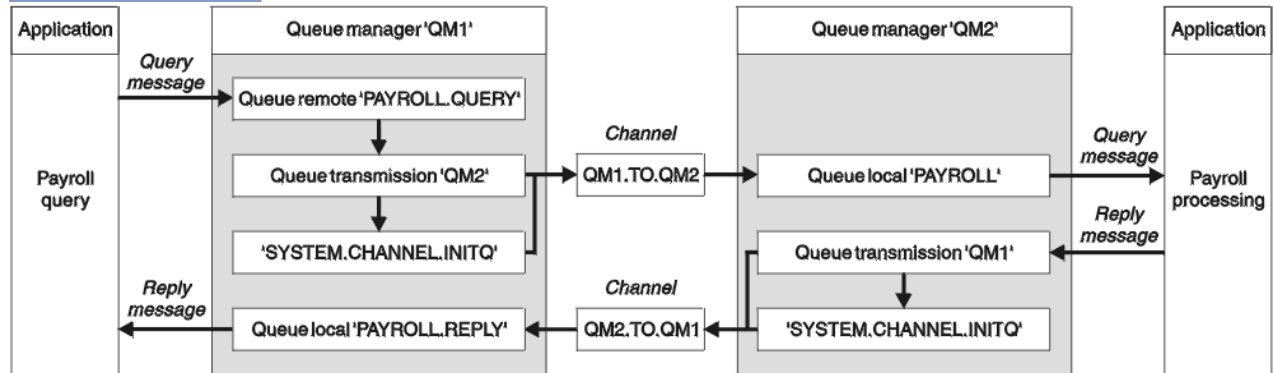 Application
Queue manager 'QM1'
Queue manager 'QM2'
Application
Query
message
Queue remote 'PAYROLL.QUERY'
Payroll
query
Queue transmission 'QM2'
Channel
QM1.TO.QM2
Queue local 'PAYROLL'
Query
message
Payroll
processing
'SYSTEM.CHANNEL.INITQ'
Queue transmission 'QM1'
Reply
message
Reply
message
Queue local 'PAYROLL.REPLY'
Channel
QM2.TO.QM1
'SYSTEM.CHANNEL.INITQ'